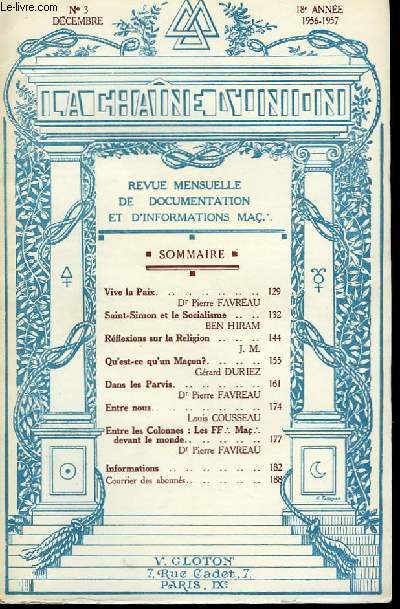 N° 3
DÉCEMBRE
18e ANNÉE
1956-1957
LA CHAÎNE D'UNION
REVUE MENSUELLE
DE DOCUMENTATION
ET D'INFORMATIONS MAÇ∴
SOMMAIRE
Vive la Paix. . . . . . . . . 129
Dr Pierre FAVREAU
Saint-Simon et le Socialisme . . . . 132
BEN HIRAM
Réflexions sur la Religion . . . . 144
J. M.
Qu'est-ce qu'un Maçon?. . . . . 155
Gérard DURIEZ
Dans les Parvis. . . . . . . . 161
Dr Pierre FAVREAU
Entre nous. . . . . . . . . 174
Louis COUSSEAU
Entre les Colonnes : Les FF∴ Maç∴
devant le monde. . . . . . . 177
Dr Pierre FAVREAU
Informations . . . . . . . . 182
Courrier des abonnés. . . . . . . 188
V. GLOTON
7, Rue Cadet, 7
PARIS, IXe
© Le-livre.com